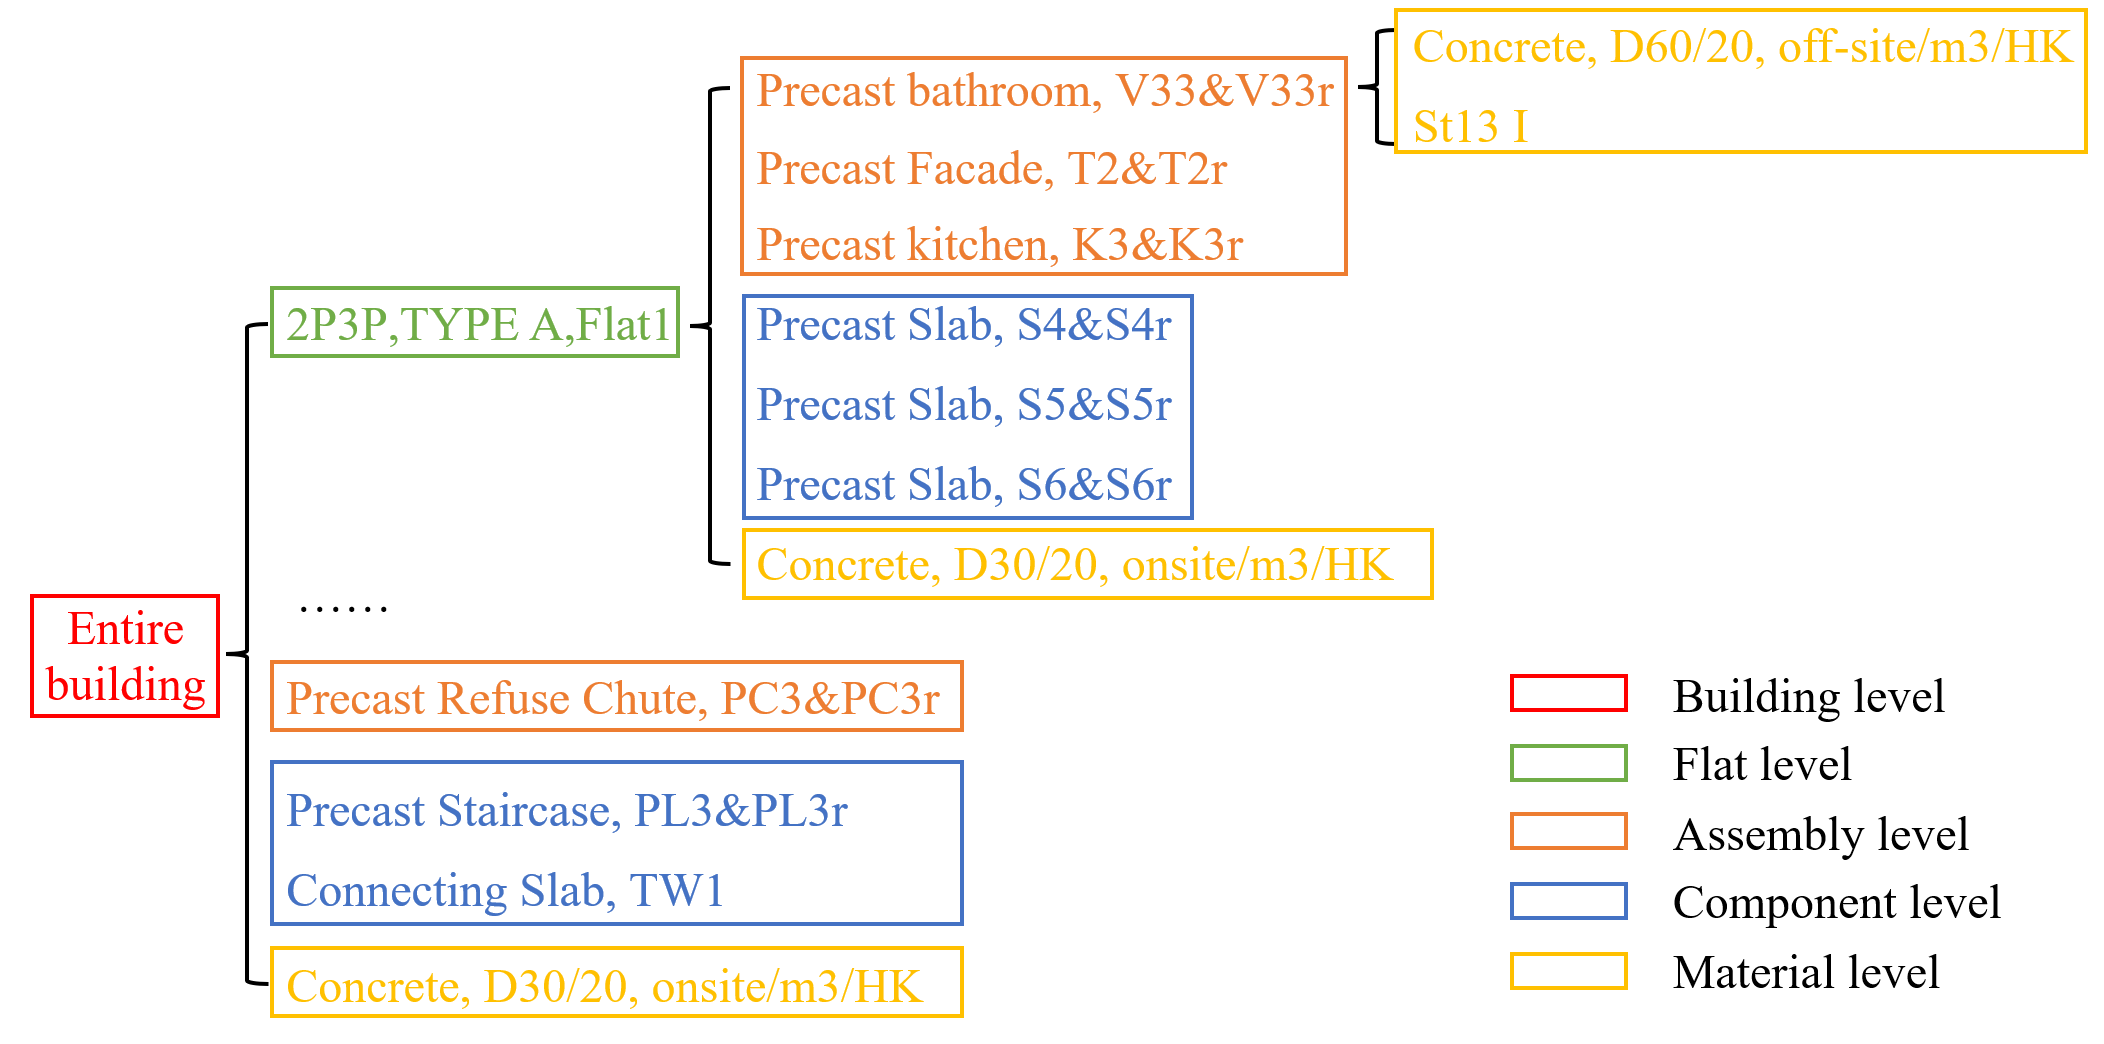 Concrete, D60/20, off-site/m3/HK
St13 I
Precast bathroom, V33&V33r
Precast Facade, T2&T2r
Precast kitchen, K3&K3r
2P3P,TYPE A,Flat1
Precast Slab, S4&S4r
Precast Slab, S5&S5r
Precast Slab, S6&S6r
Concrete, D30/20, onsite/m3/HK
……
Entire
building
Precast Refuse Chute, PC3&PC3r
Precast Staircase, PL3&PL3r
Connecting Slab, TW1
Concrete, D30/20, onsite/m3/HK
Building level
Flat level
Assembly level
Component level
Material level